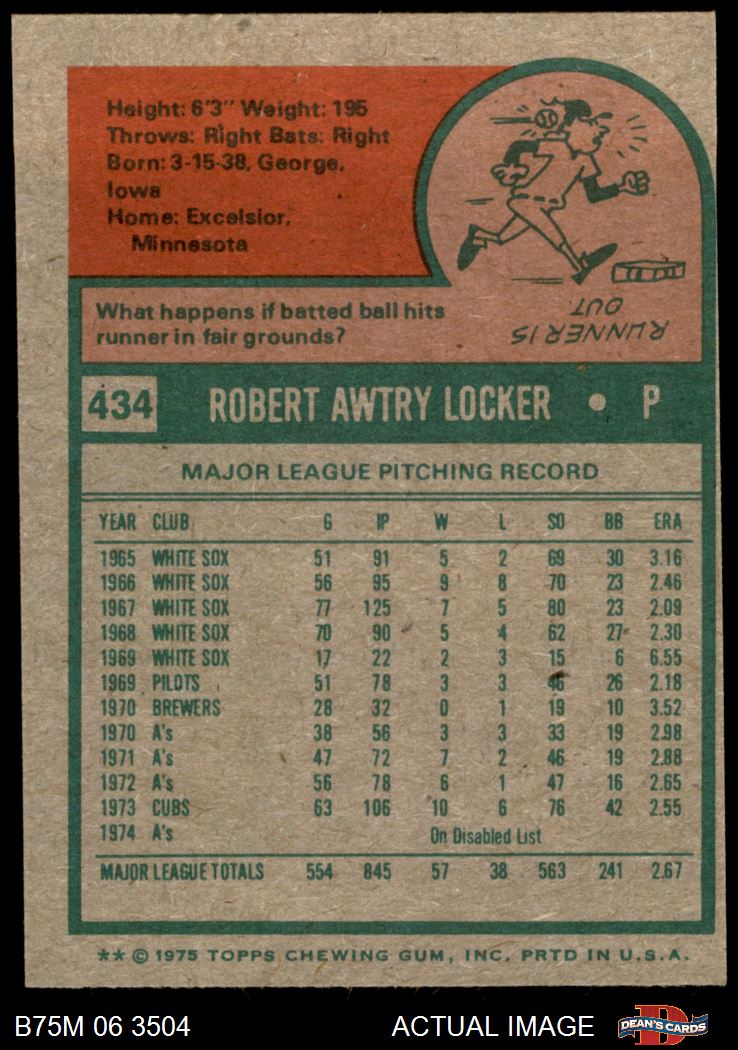 Height: 6'3" Weight: 195
Throws: Right Bats: Right
Born: 3-15-38, George,
Iowa
Home: Excelsior,
Minnesota
What happens if batted ball hits
runner in fair grounds?
RUNNER IS
OUT
434 ROBERT AWTRY LOCKER • P
MAJOR LEAGUE PITCHING RECORD
YEAR CLUB G IP W L SO BB ERA
1965 WHITE SOX 51 91 5 2 69 30 3.16
1966 WHITE SOX 56 95 9 8 70 23 2.46
1967 WHITE SOX 77 125 7 5 80 23 2.09
1968 WHITE SOX 70 90 5 4 62 27 2.30
1969 WHITE SOX 17 22 2 3 15 6 6.55
1969 PILOTS 51 78 3 3 46 26 2.18
1970 BREWERS 28 32 0 1 19 10 3.52
1970 A's 38 56 3 3 33 19 2.98
1971 A's 47 72 7 2 46 19 2.88
1972 A's 56 78 6 1 47 16 2.65
1973 CUBS 63 106 10 6 76 42 2.55
1974 A's On Disabled List
MAJOR LEAGUE TOTALS 554 845 57 38 563 241 2.67
** © 1975 TOPPS CHEWING GUM, INC. PRTD IN U.S.A.
B75M 06 3504 ACTUAL IMAGE DEAN'S CARDS